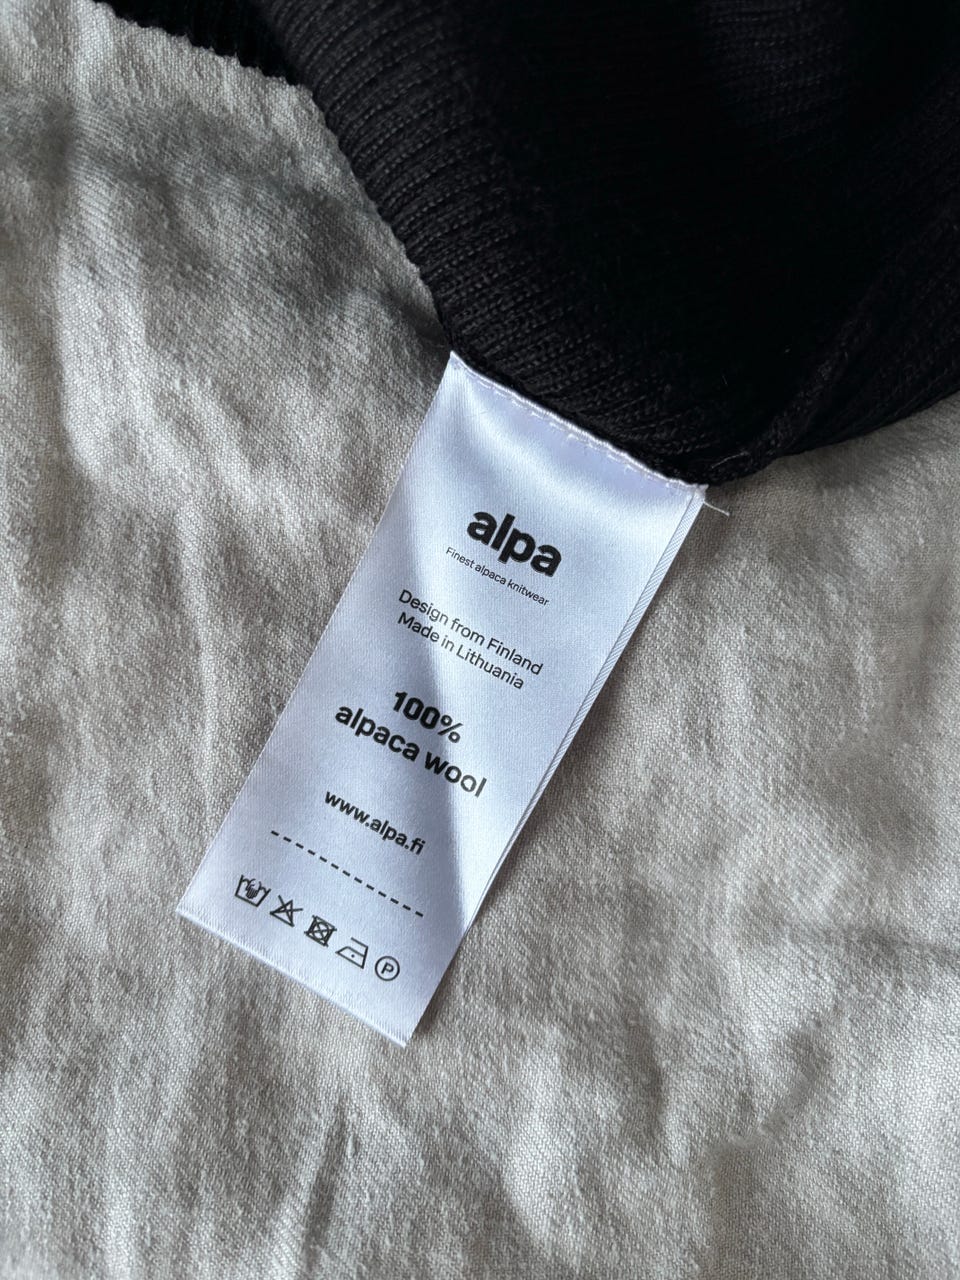 alpa
Finest alpaca knitwear
Design from Finland
Made in Lithuania
100%
alpaca wool
www.alpa.fi
P